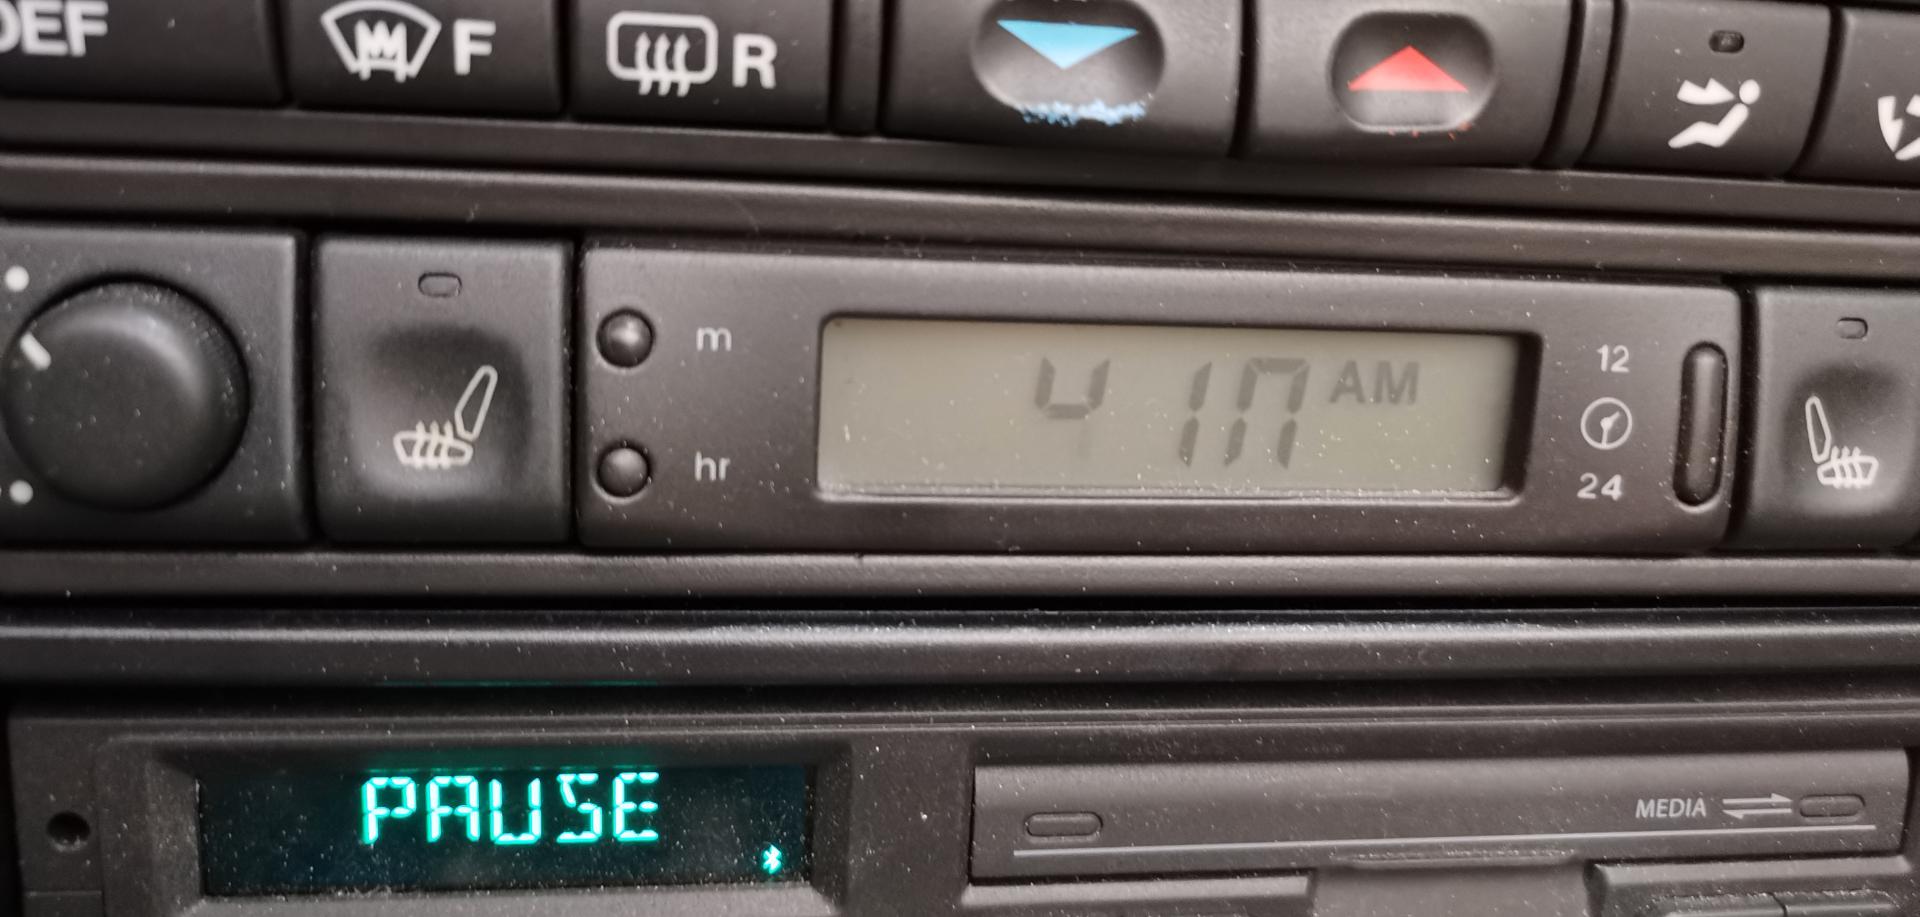 DEF F R
m
4 10 AM
12
hr
24
PAUSE
MEDIA